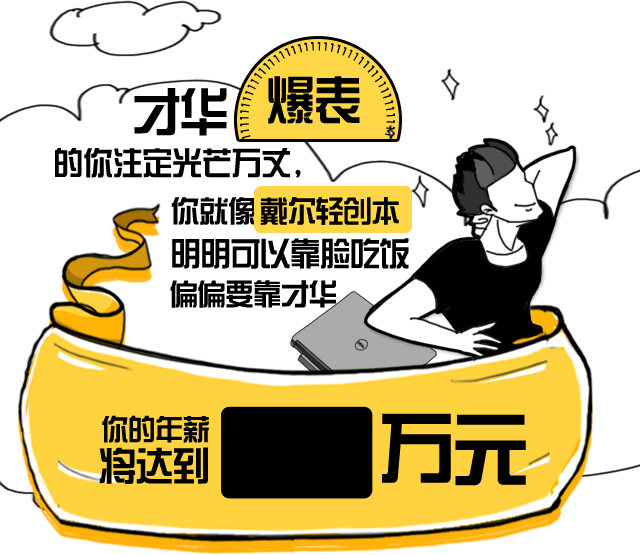 才华爆表
的你注定光芒万丈，
你就像戴尔轻创本
明明可以靠脸吃饭
偏偏要靠才华
你的年薪
将达到
万元